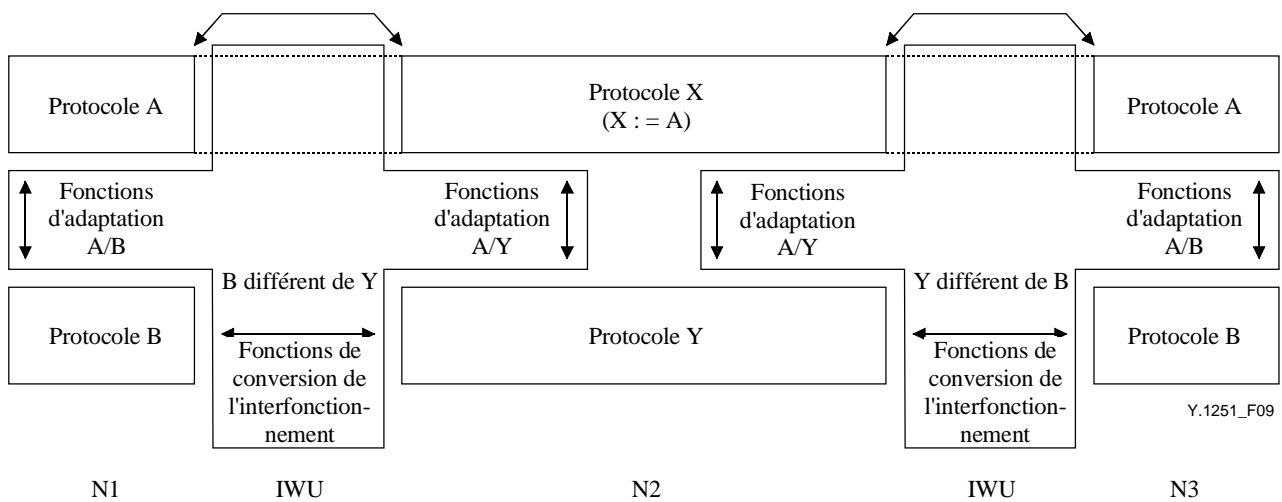 Protocole A
Protocole X
(X : = A)
Protocole A
Fonctions
d'adaptation
A/B
Fonctions
d'adaptation
A/Y
Fonctions
d'adaptation
A/Y
Fonctions
d'adaptation
A/B
B différent de Y
Y différent de B
Protocole B
Fonctions de
conversion de
l'interfonction-
nement
Protocole Y
Fonctions de
conversion de
l'interfonction-
nement
Protocole B
Y.1251_F09
N1
IWU
N2
IWU
N3